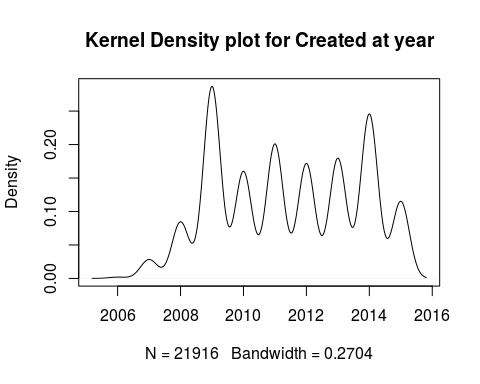 Kernel Density plot for Created at year
Density
0.20
0.10
0.00
2006 2008 2010 2012 2014 2016
N = 21916 Bandwidth = 0.2704